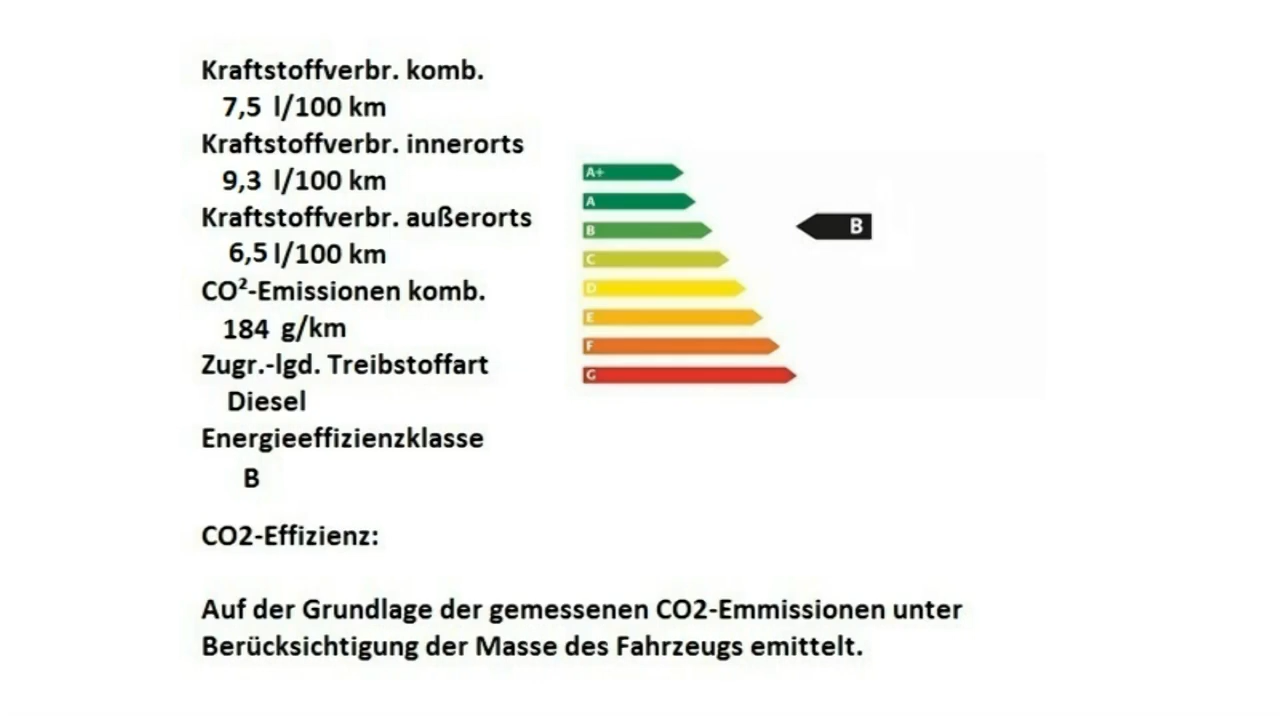 Kraftstoffverbr. komb.
7,5 l/100 km
Kraftstoffverbr. innerorts
9,3 l/100 km
Kraftstoffverbr. außerorts
6,5 l/100 km
CO²-Emissionen komb.
184 g/km
Zugr.-lgd. Treibstoffart
Diesel
Energieeffizienzklasse
B
A+
A
B
C
D
E
F
G
B
CO2-Effizienz:
Auf der Grundlage der gemessenen CO2-Emmissionen unter
Berücksichtigung der Masse des Fahrzeugs emittelt.